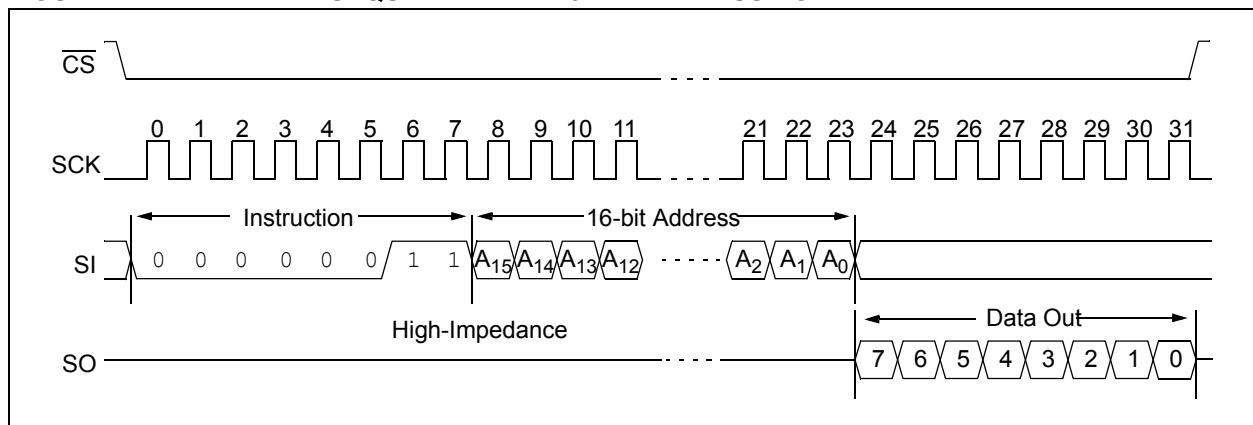 CS
0 1 2 3 4 5 6 7 8 9 10 11 21 22 23 24 25 26 27 28 29 30 31
SCK
Instruction 16-bit Address
SI 0 0 0 0 0 0 1 1 A15 A14 A13 A12 A2 A1 A0
High-Impedance Data Out
SO 7 6 5 4 3 2 1 0